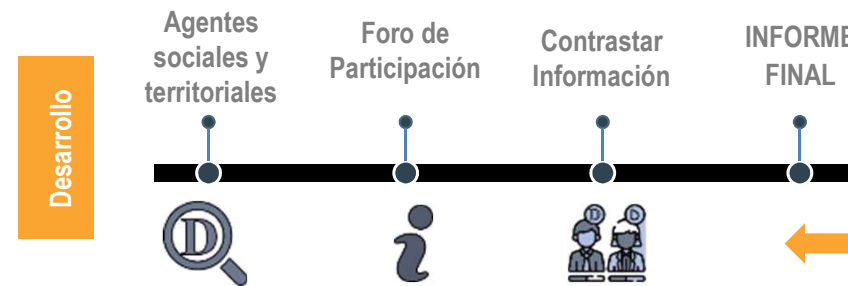 Desarrollo
Agentes
sociales y
territoriales
Foro de
Participación
Contrastar
Información
INFORME
FINAL
D
D D